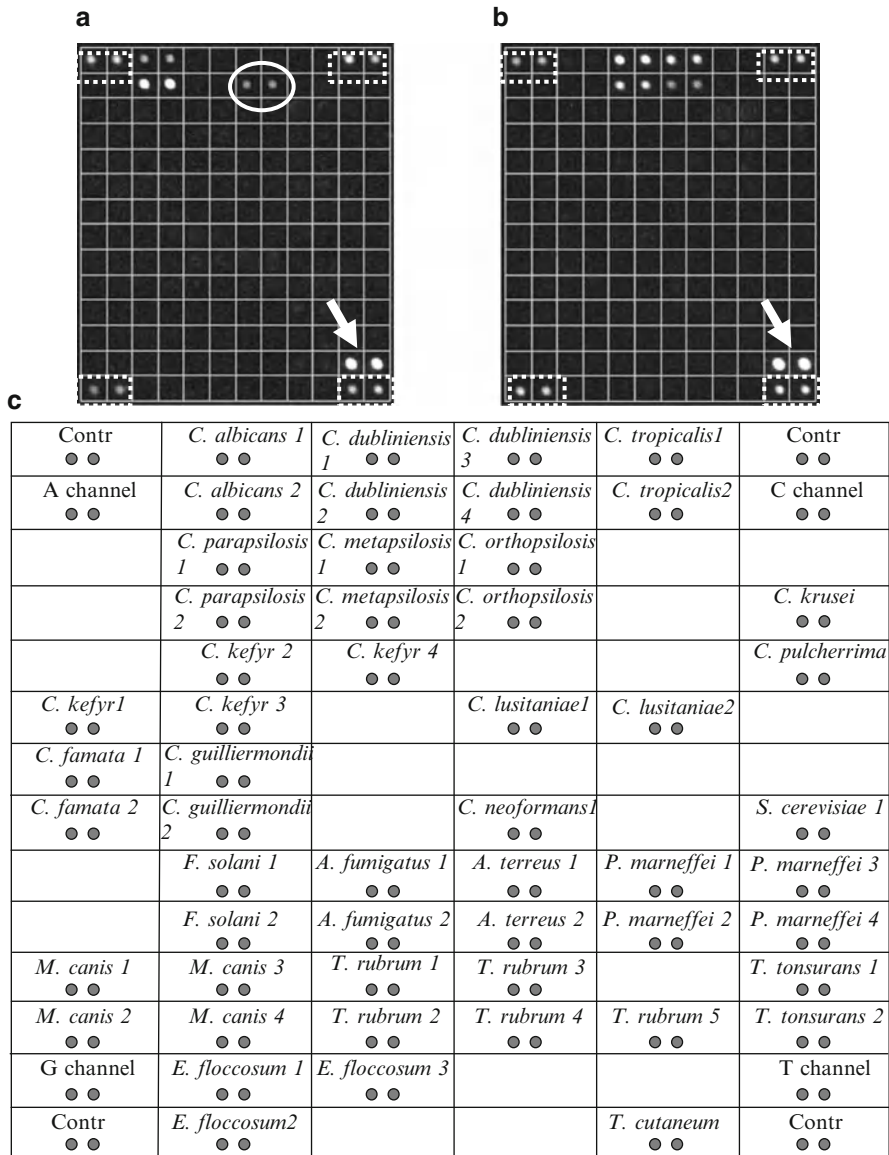 a
b
c
Contr C. albicans 1 C. dubliniensis 1 C. dubliniensis 3 C. tropicalis1 Contr
A channel C. albicans 2 C. dubliniensis 2 C. dubliniensis 4 C. tropicalis2 C channel
C. parapsilosis 1 C. metapsilosis 1 C. orthopsilosis 1
C. parapsilosis 2 C. metapsilosis 2 C. orthopsilosis 2 C. krusei
C. kefyr 2 C. kefyr 4 C. pulcherrima
C. kefyr1 C. kefyr 3 C. lusitaniae1 C. lusitaniae2
C. famata 1 C. guilliermondii 1
C. famata 2 C. guilliermondii 2 C. neoformans1 S. cerevisiae 1
F. solani 1 A. fumigatus 1 A. terreus 1 P. marneffei 1 P. marneffei 3
F. solani 2 A. fumigatus 2 A. terreus 2 P. marneffei 2 P. marneffei 4
M. canis 1 M. canis 3 T. rubrum 1 T. rubrum 3 T. tonsurans 1
M. canis 2 M. canis 4 T. rubrum 2 T. rubrum 4 T. rubrum 5 T. tonsurans 2
G channel E. floccosum 1 E. floccosum 3 T channel
Contr E. floccosum2 T. cutaneum Contr